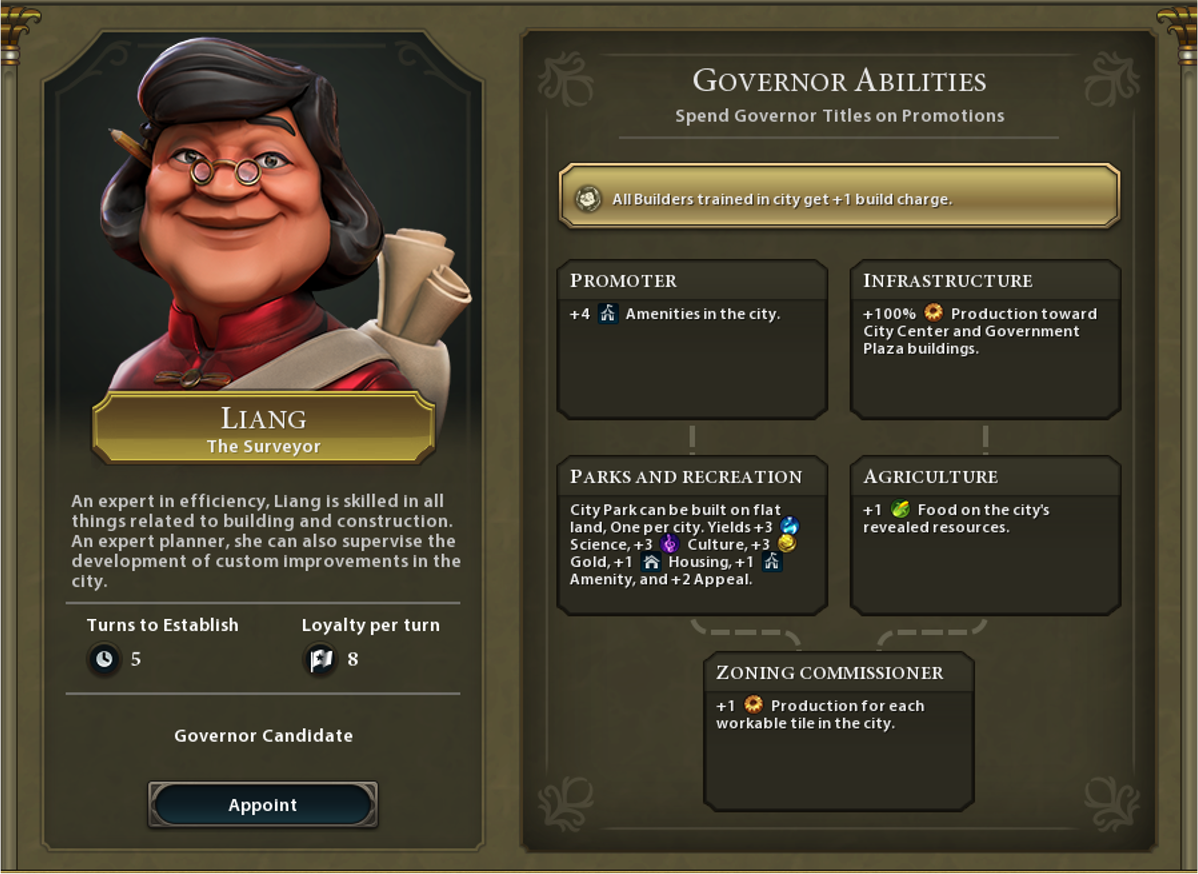 LIANG
The Surveyor
An expert in efficiency, Liang is skilled in all
things related to building and construction.
An expert planner, she can also supervise the
development of custom improvements in the
city.
Turns to Establish
5
Loyalty per turn
8
Governor Candidate
Appoint
GOVERNOR ABILITIES
Spend Governor Titles on Promotions
All Builders trained in city get +1 build charge.
PROMOTER
+4 Amenities in the city.
INFRASTRUCTURE
+100% Production toward
City Center and Government
Plaza buildings.
PARKS AND RECREATION
City Park can be built on flat
land, One per city. Yields +3
Science, +3 Culture, +3
Gold, +1 Housing, +1
Amenity, and +2 Appeal.
AGRICULTURE
+1 Food on the city's
revealed resources.
ZONING COMMISSIONER
+1 Production for each
workable tile in the city.